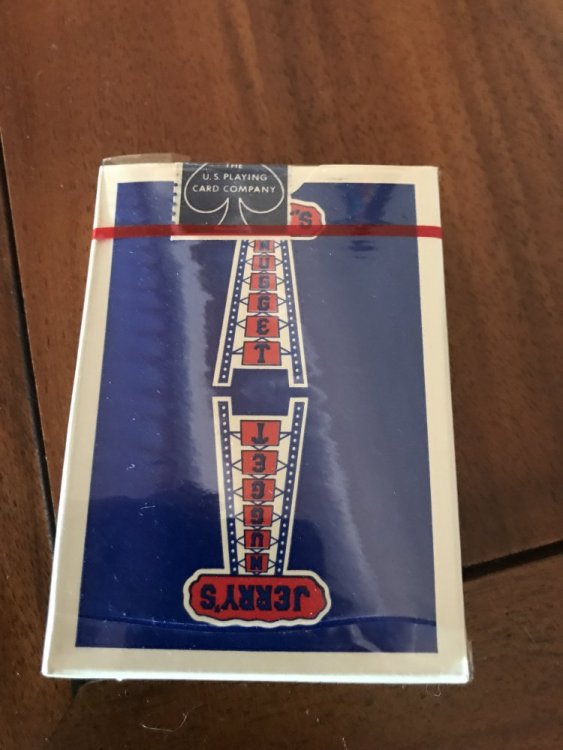 THE
U.S. PLAYING
CARD COMPANY
'S
NUGGET
NUGGET
JERRY'S